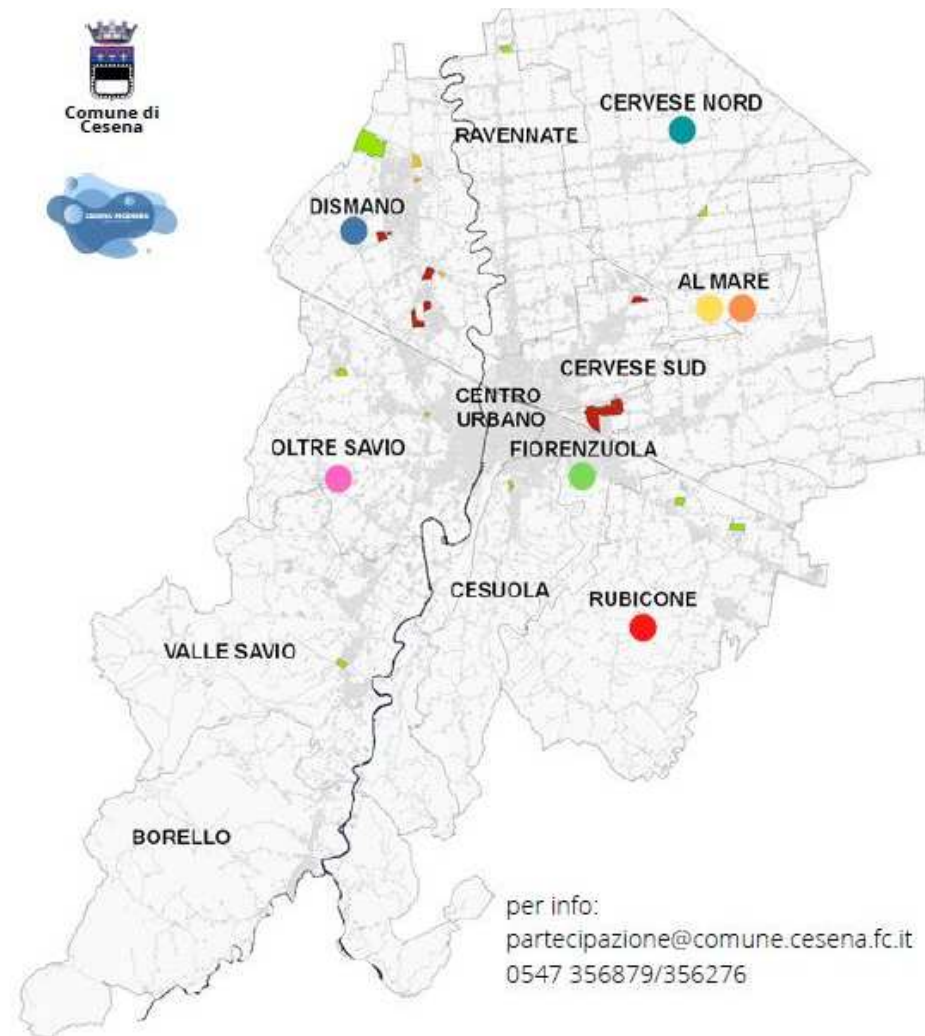 Comune di
Cesena
CERVESE NORD
RAVENNATE
DISMANO
AL MARE
CERVESE SUD
CENTRO
URBANO
OLTRE SAVIO
FIORENZUOLA
CESUOLA
RUBICONE
VALLE SAVIO
BORELLO
per info:
partecipazione@comune.cesena.fc.it
0547 356879/356276